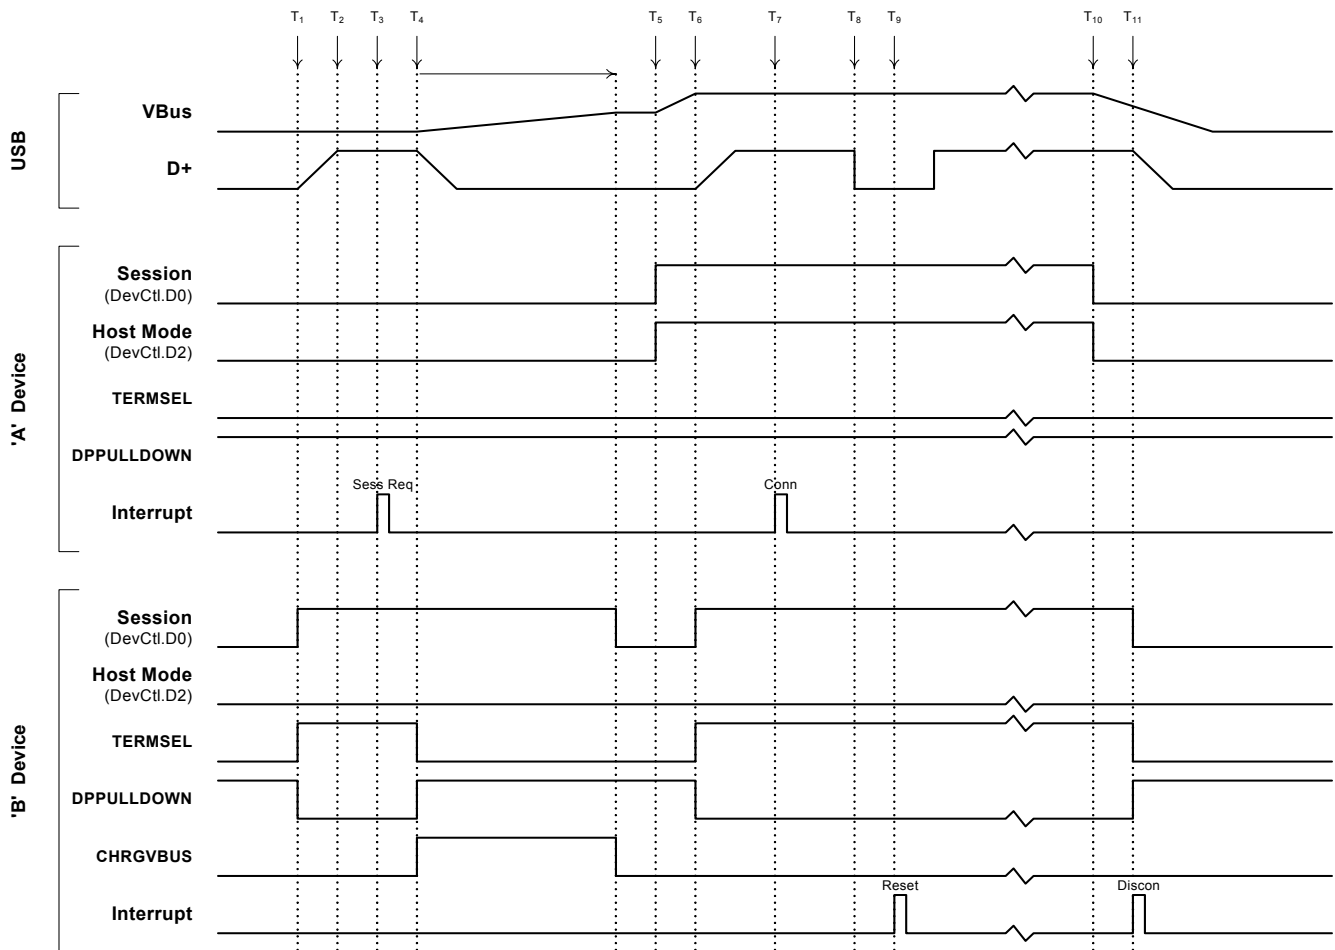 T1 T2 T3 T4 T5 T6 T7 T8 T9 T10 T11
USB
VBus
D+
'A' Device
Session
(DevCtl.D0)
Host Mode
(DevCtl.D2)
TERMSEL
DPPULLDOWN
Sess Req Conn
Interrupt
'B' Device
Session
(DevCtl.D0)
Host Mode
(DevCtl.D2)
TERMSEL
DPPULLDOWN
CHRGVBUS
Reset Discon
Interrupt